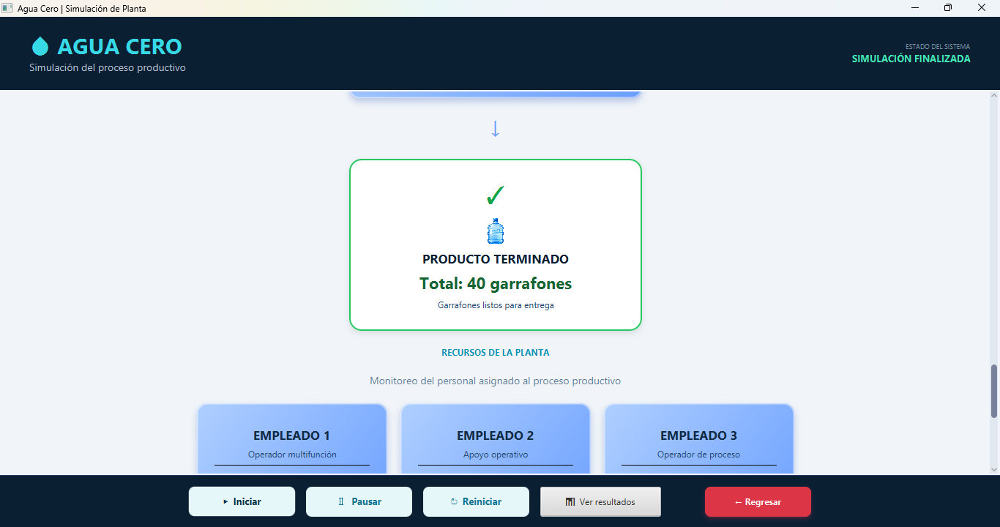 Agua Cero | Simulación de Planta
AGUA CERO
Simulación del proceso productivo
ESTADO DEL SISTEMA
SIMULACIÓN FINALIZADA
PRODUCTO TERMINADO
Total: 40 garrafones
Garrafones listos para entrega
RECURSOS DE LA PLANTA
Monitoreo del personal asignado al proceso productivo
EMPLEADO 1
Operador multifunción
EMPLEADO 2
Apoyo operativo
EMPLEADO 3
Operador de proceso
Iniciar
Pausar
Reiniciar
Ver resultados
← Regresar